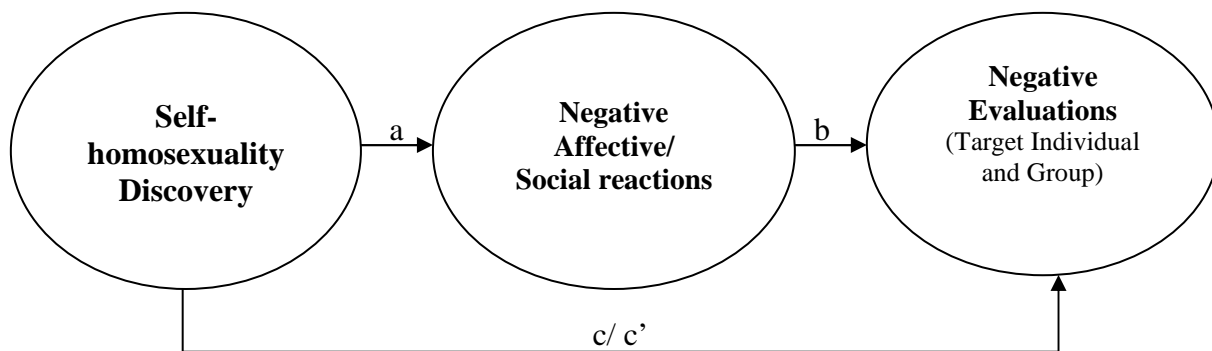 Self-
homosexuality
Discovery
a
Negative
Affective/
Social reactions
b
Negative
Evaluations
(Target Individual
and Group)
c/ c’